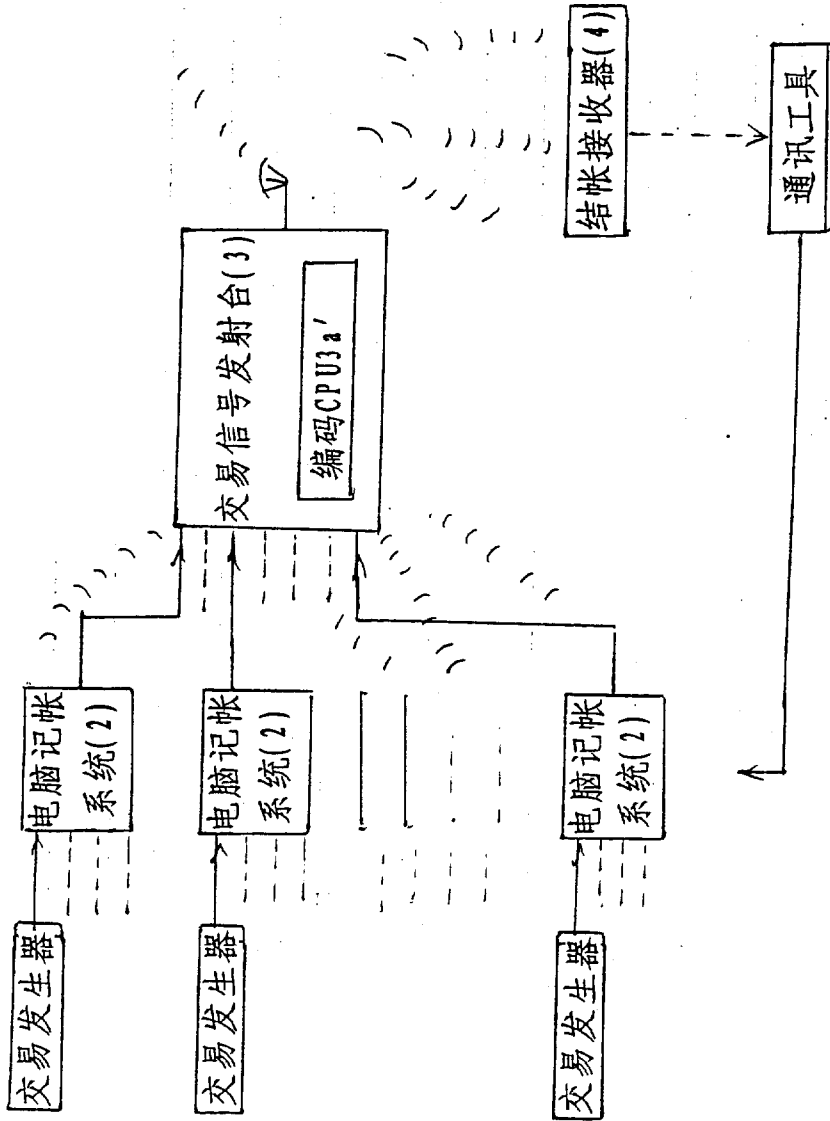 交易发生器
电脑记帐
系统(2)
交易发生器
电脑记帐
系统(2)
交易发生器
电脑记帐
系统(2)
交易信号发射台(3)
编码CPU3a′
结帐接收器(4)
通讯工具